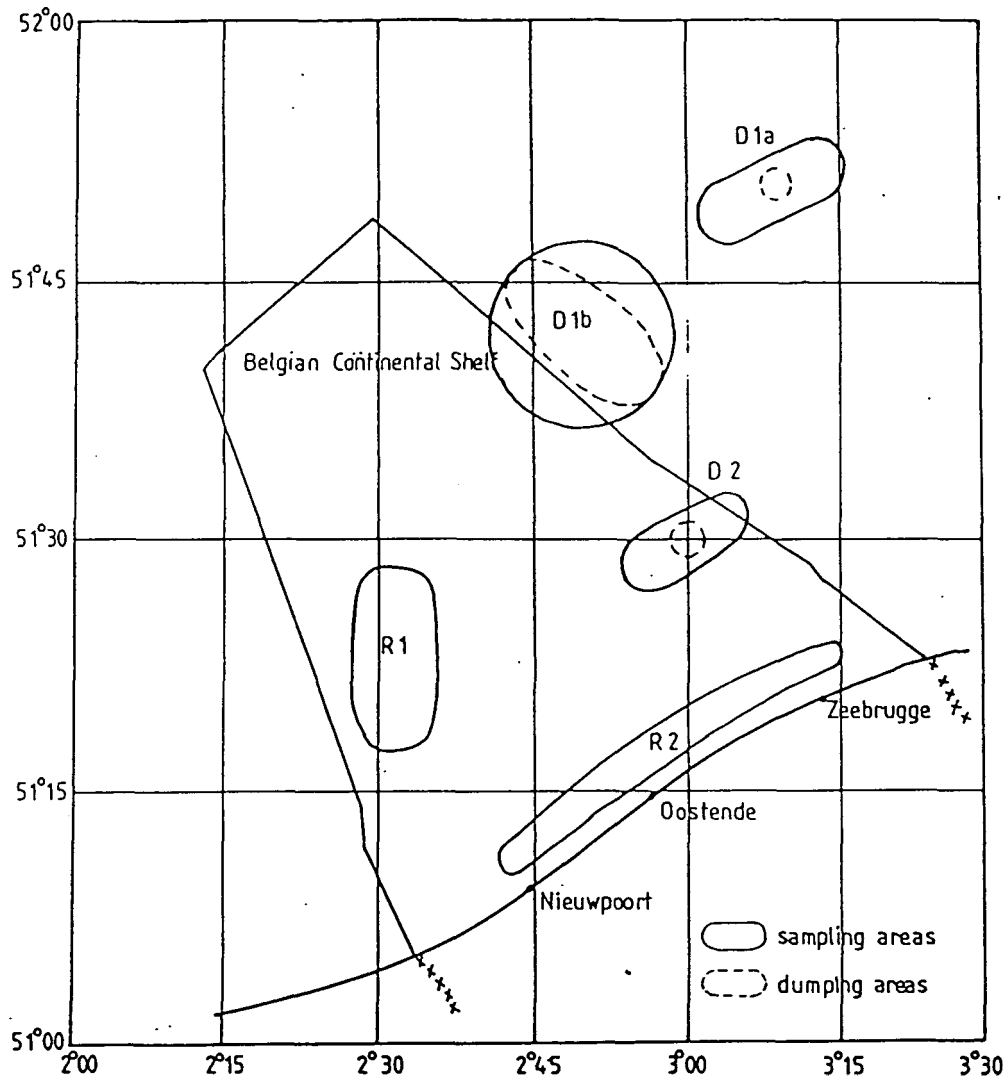 52°00
D1a
51°45
D1b
Belgian Continental Shelf
D 2
51°30
R1
R 2
Zeebrugge
51°15
Oostende
Nieuwpoort
sampling areas
dumping areas
51°00
2°00 2°15 2°30 2°45 3°00 3°15 3°30